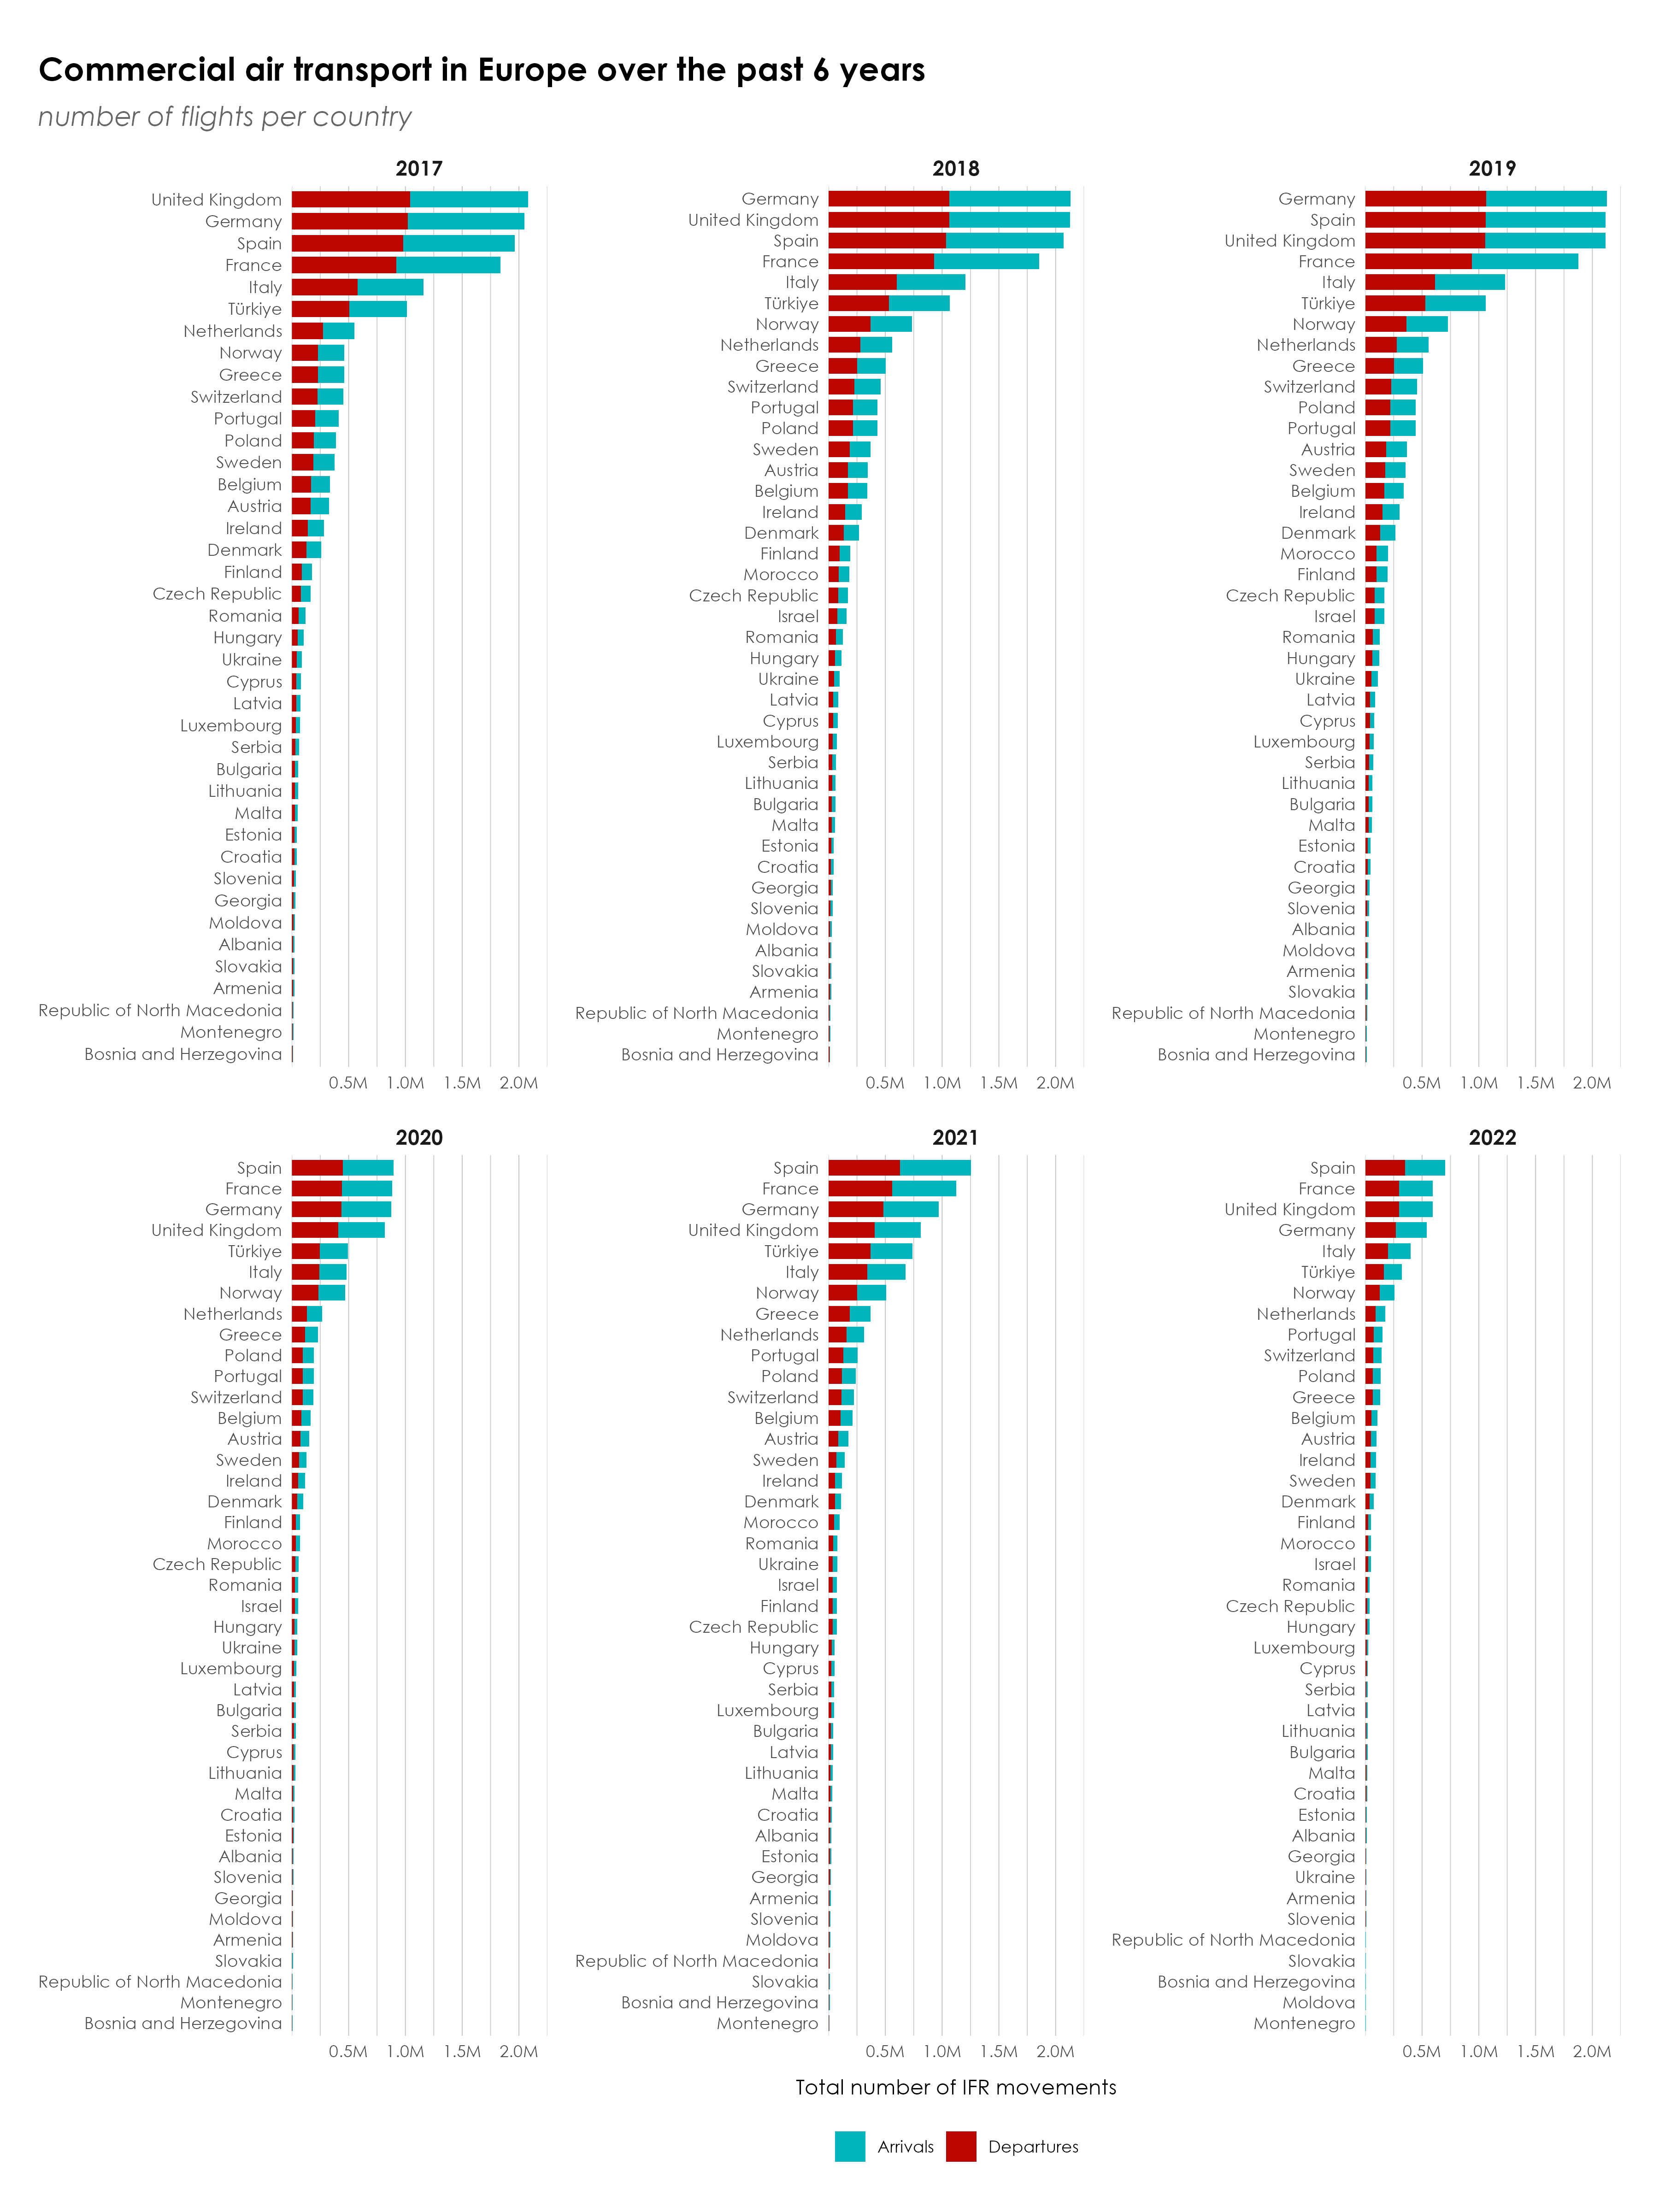 Commercial air transport in Europe over the past 6 years
number of flights per country
2017
United Kingdom
Germany
Spain
France
Italy
Türkiye
Netherlands
Norway
Greece
Switzerland
Portugal
Poland
Sweden
Belgium
Austria
Ireland
Denmark
Finland
Czech Republic
Romania
Hungary
Ukraine
Cyprus
Latvia
Luxembourg
Serbia
Bulgaria
Lithuania
Malta
Estonia
Croatia
Slovenia
Georgia
Moldova
Albania
Slovakia
Armenia
Republic of North Macedonia
Montenegro
Bosnia and Herzegovina
0.5M 1.0M 1.5M 2.0M
2018
Germany
United Kingdom
Spain
France
Italy
Türkiye
Norway
Netherlands
Greece
Switzerland
Portugal
Poland
Sweden
Austria
Belgium
Ireland
Denmark
Finland
Morocco
Czech Republic
Israel
Romania
Hungary
Ukraine
Latvia
Cyprus
Luxembourg
Serbia
Lithuania
Bulgaria
Malta
Estonia
Croatia
Georgia
Slovenia
Moldova
Albania
Slovakia
Armenia
Republic of North Macedonia
Montenegro
Bosnia and Herzegovina
0.5M 1.0M 1.5M 2.0M
2019
Germany
Spain
United Kingdom
France
Italy
Türkiye
Norway
Netherlands
Greece
Switzerland
Poland
Portugal
Austria
Sweden
Belgium
Ireland
Denmark
Morocco
Finland
Czech Republic
Israel
Romania
Hungary
Ukraine
Latvia
Cyprus
Luxembourg
Serbia
Lithuania
Bulgaria
Malta
Estonia
Croatia
Georgia
Slovenia
Albania
Moldova
Armenia
Slovakia
Republic of North Macedonia
Montenegro
Bosnia and Herzegovina
0.5M 1.0M 1.5M 2.0M
2020
Spain
France
Germany
United Kingdom
Türkiye
Italy
Norway
Netherlands
Greece
Poland
Portugal
Switzerland
Belgium
Austria
Sweden
Ireland
Denmark
Finland
Morocco
Czech Republic
Romania
Israel
Hungary
Ukraine
Luxembourg
Latvia
Bulgaria
Serbia
Cyprus
Lithuania
Malta
Croatia
Estonia
Albania
Slovenia
Georgia
Moldova
Armenia
Slovakia
Republic of North Macedonia
Montenegro
Bosnia and Herzegovina
0.5M 1.0M 1.5M 2.0M
2021
Spain
France
Germany
United Kingdom
Türkiye
Italy
Norway
Greece
Netherlands
Portugal
Poland
Switzerland
Belgium
Austria
Sweden
Ireland
Denmark
Morocco
Romania
Ukraine
Israel
Finland
Czech Republic
Hungary
Cyprus
Serbia
Luxembourg
Bulgaria
Latvia
Lithuania
Malta
Croatia
Albania
Estonia
Georgia
Armenia
Slovenia
Moldova
Republic of North Macedonia
Slovakia
Bosnia and Herzegovina
Montenegro
0.5M 1.0M 1.5M 2.0M
2022
Spain
France
United Kingdom
Germany
Italy
Türkiye
Norway
Netherlands
Portugal
Switzerland
Poland
Greece
Belgium
Austria
Ireland
Sweden
Denmark
Finland
Morocco
Israel
Romania
Czech Republic
Hungary
Luxembourg
Cyprus
Serbia
Latvia
Lithuania
Bulgaria
Malta
Croatia
Estonia
Albania
Georgia
Ukraine
Armenia
Slovenia
Republic of North Macedonia
Slovakia
Bosnia and Herzegovina
Moldova
Montenegro
0.5M 1.0M 1.5M 2.0M
Total number of IFR movements
Arrivals Departures